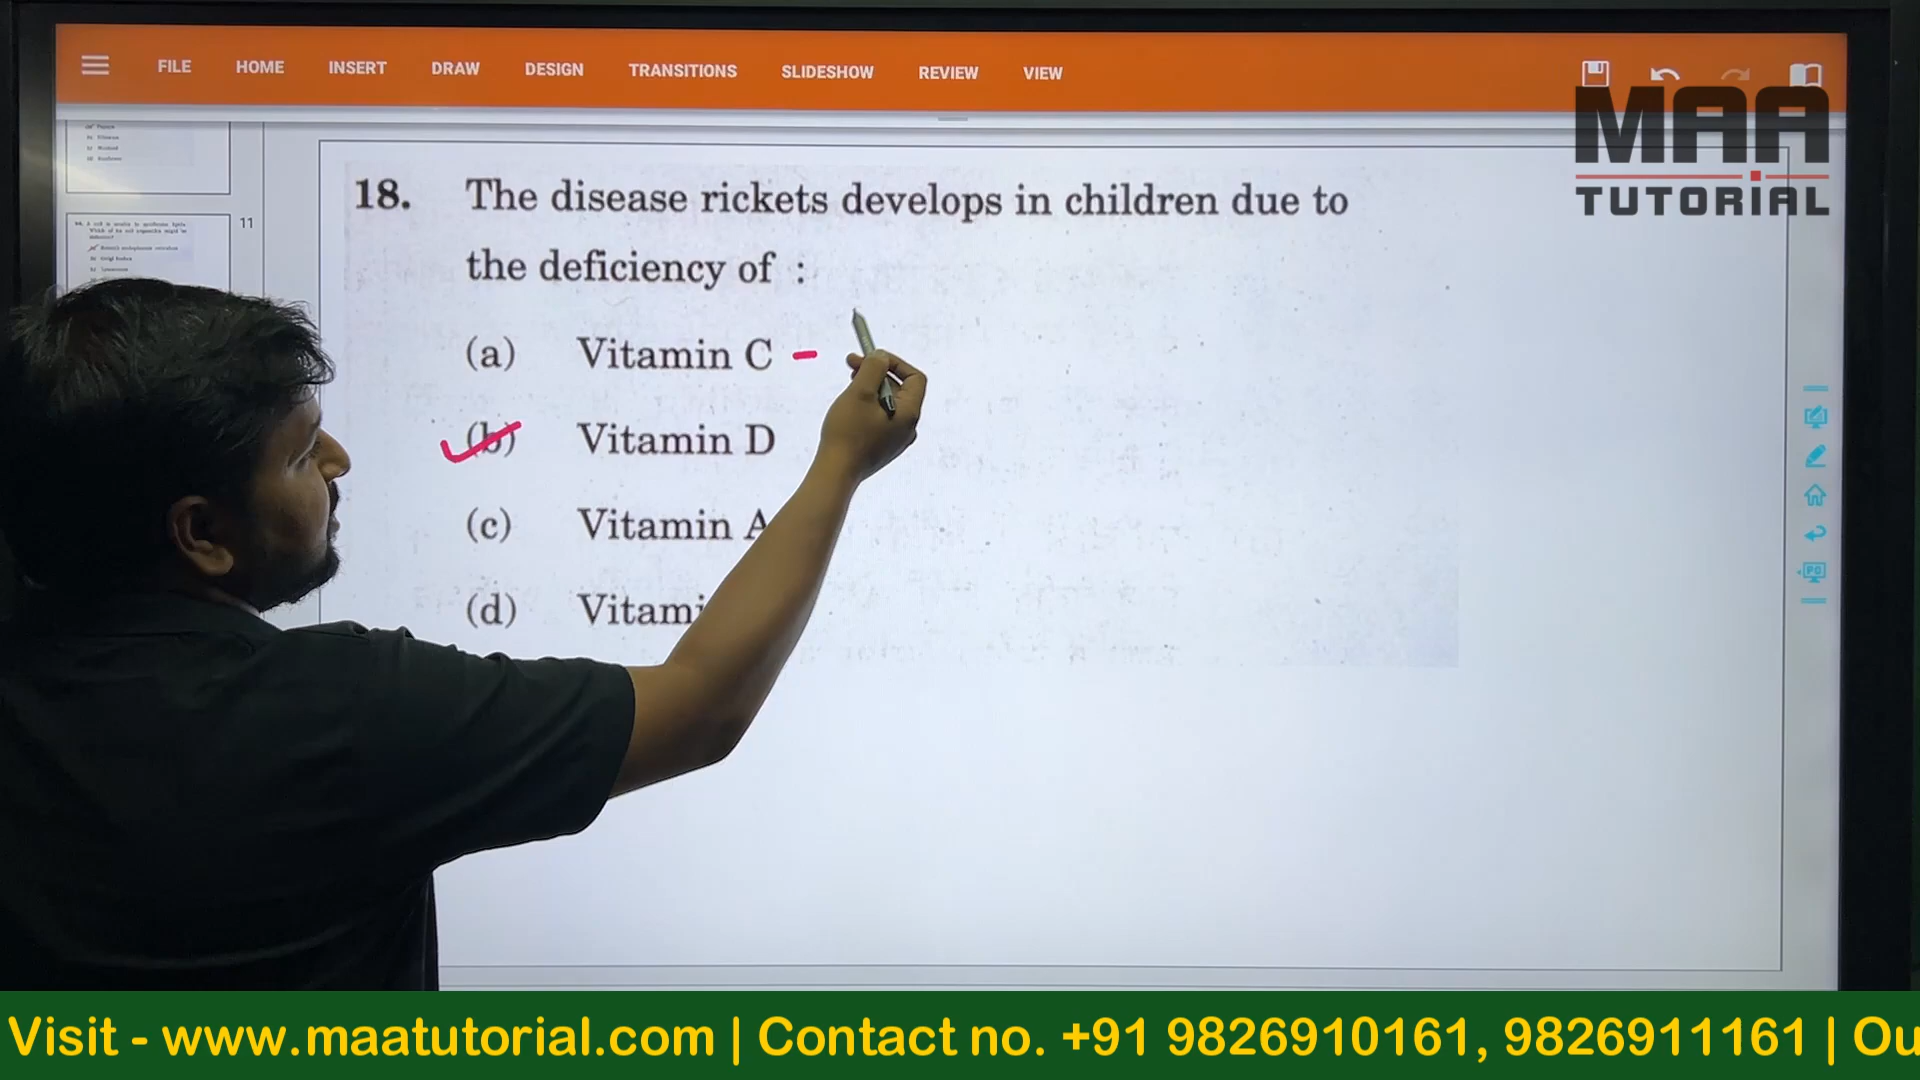 FILE HOME INSERT DRAW DESIGN TRANSITIONS SLIDESHOW REVIEW VIEW
MAA
TUTORIAL
11
18. The disease rickets develops in children due to
the deficiency of :
(a) Vitamin C -
(b) Vitamin D
(c) Vitamin A
(d)
Visit - www.maatutorial.com | Contact no. +91 9826910161, 9826911161 |